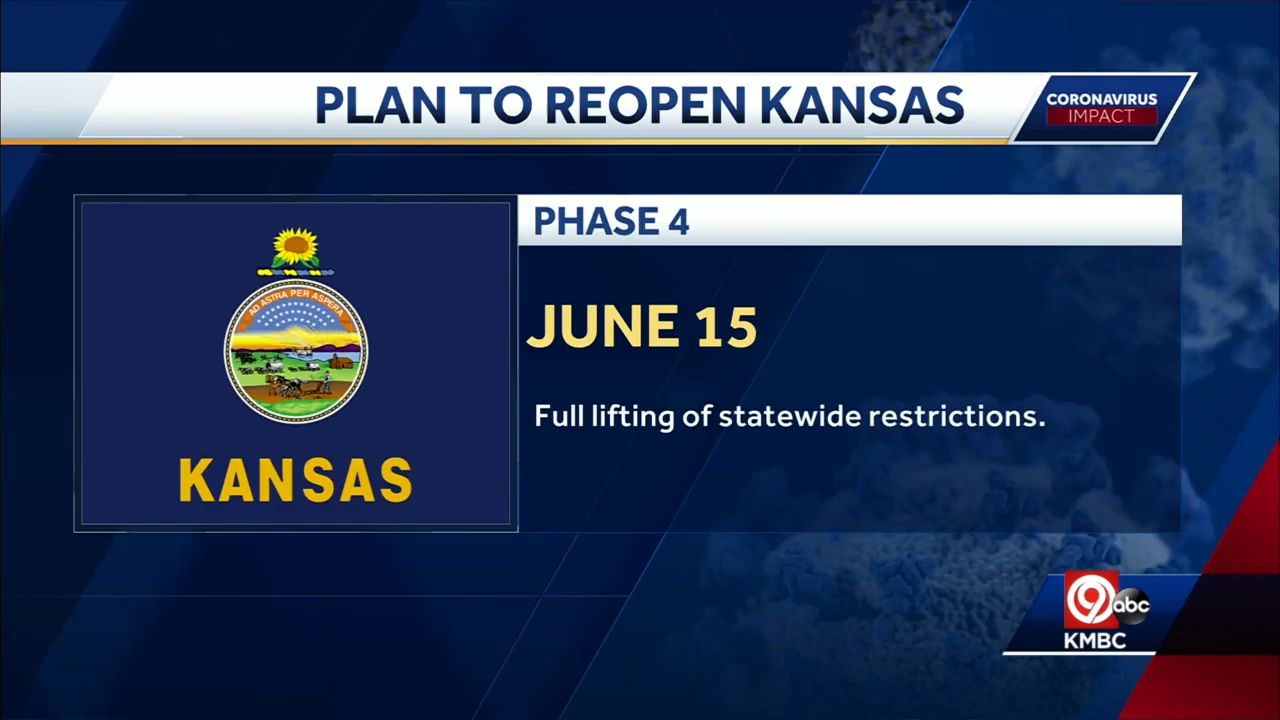 PLAN TO REOPEN KANSAS
CORONAVIRUS
IMPACT
PHASE 4
JUNE 15
AD ASTRA PER ASPERA
Full lifting of statewide restrictions.
KANSAS
9
abc
KMBC